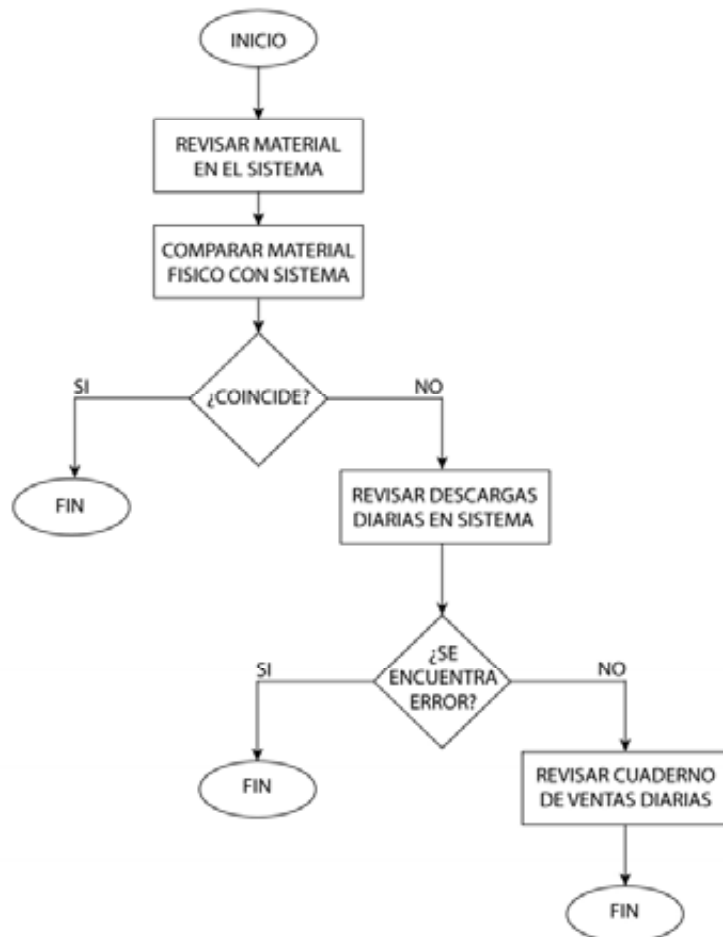 INICIO
REVISAR MATERIAL
EN EL SISTEMA
COMPARAR MATERIAL
FISICO CON SISTEMA
¿COINCIDE?
SI
NO
FIN
REVISAR DESCARGAS
DIARIAS EN SISTEMA
¿SE
ENCUENTRA
ERROR?
SI
NO
FIN
REVISAR CUADERNO
DE VENTAS DIARIAS
FIN